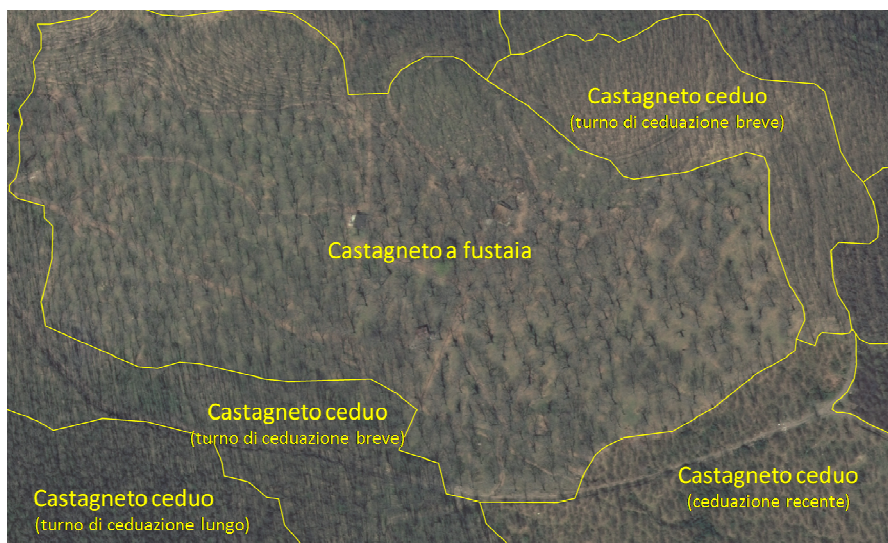 Castagneto ceduo
(turno di ceduazione breve)
Castagneto a fustaia
Castagneto ceduo
(turno di ceduazione breve)
Castagneto ceduo
(ceduazione recente)
Castagneto ceduo
(turno di ceduazione lungo)